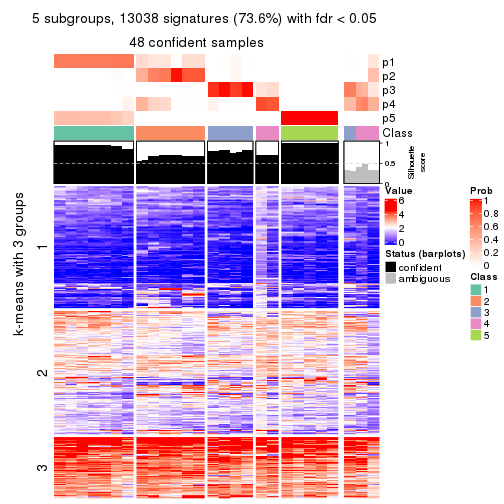 5 subgroups, 13038 signatures (73.6%) with fdr < 0.05
48 confident samples
p1
p2
p3
p4
p5
Class
1
0.5
0
Silhouette
score
k-means with 3 groups
1
2
3
Value
6
4
2
0
Status (barplots)
confident
ambiguous
Prob
1
0.8
0.6
0.4
0.2
0
Class
1
2
3
4
5